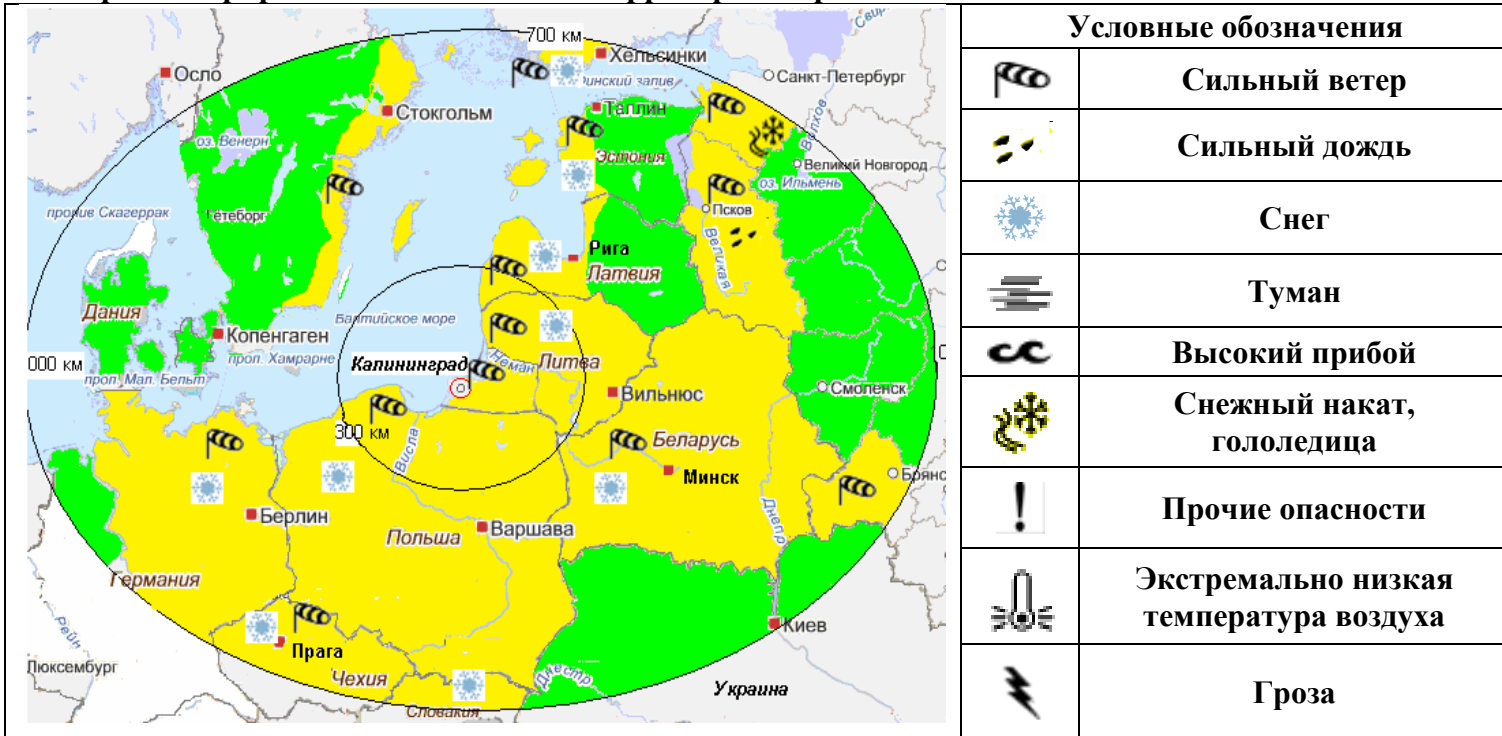 700 км
Хельсинки
Осло
Санкт-Петербург
Финский залив
Стокгольм
Таллин
Волхов
оз. Венерн
Эстония
Великий Новгород
оз. Ильмень
пролив Скагеррак
Гётеборг
Псков
Великая
Рига
Латвия
Дания
Балтийское море
Копенгаген
прол. Хамрарне
Неман
Литва
000 км
Калининград
прол. Мал. Бельт
Смоленск
Вильнюс
300 км
Висла
Беларусь
Минск
Брянс
Берлин
Днепр
Польша
Варшава
Германия
Рейн
Киев
Прага
Люксембург
Чехия
Днестр
Украина
Словакия
Условные обозначения
Сильный ветер
Сильный дождь
Снег
Туман
Высокий прибой
Снежный накат,
гололедица
Прочие опасности
Экстремально низкая
температура воздуха
Гроза